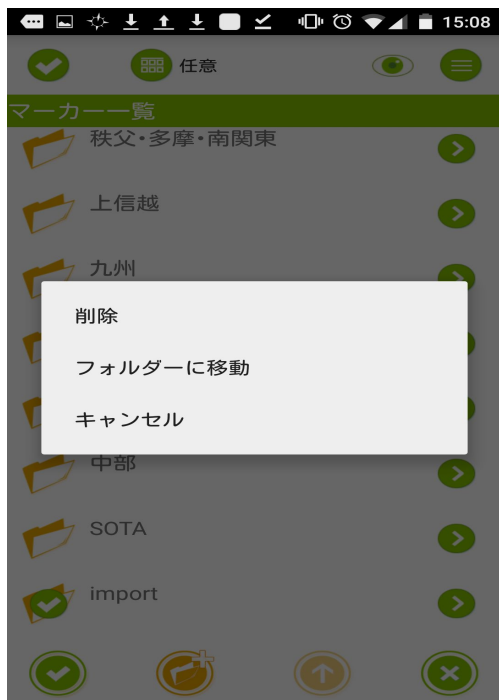 15:08
任意
マーカー一覧
秩父・多摩・南関東
上信越
九州
削除
フォルダーに移動
キャンセル
中部
SOTA
import